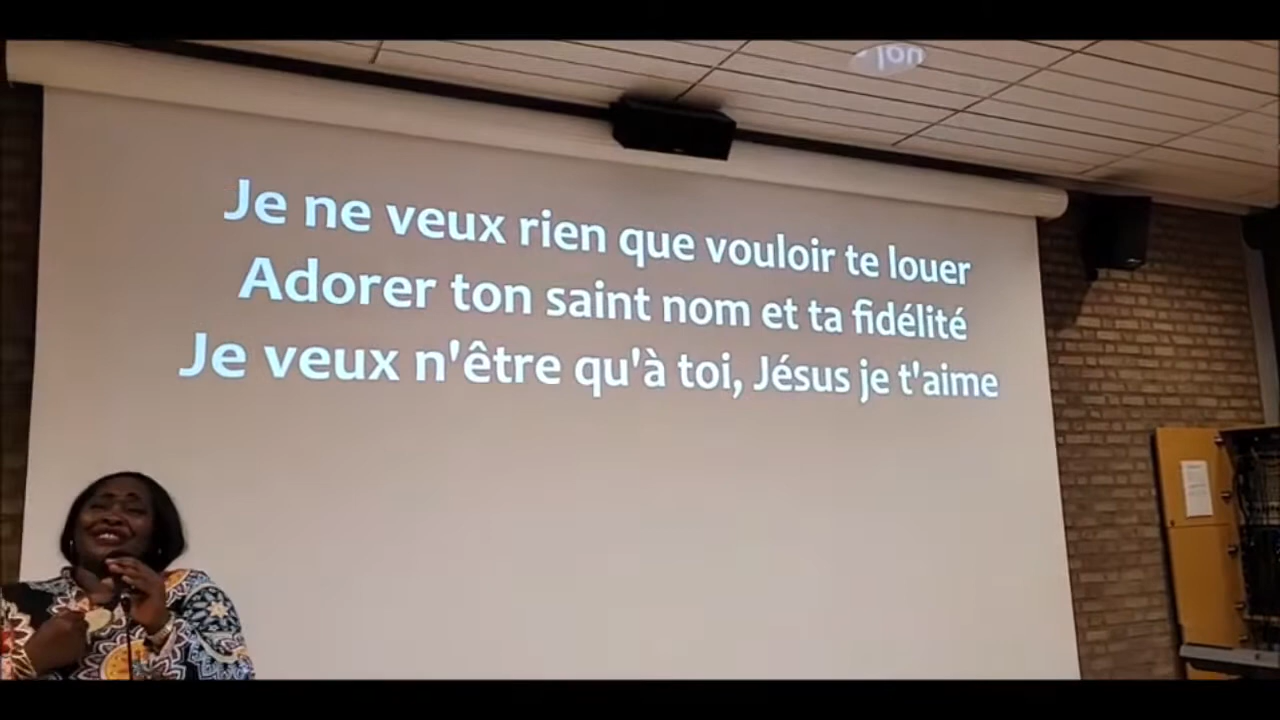 Je ne veux rien que vouloir te louer
Adorer ton saint nom et ta fidélité
Je veux n'être qu'à toi, Jésus je t'aime